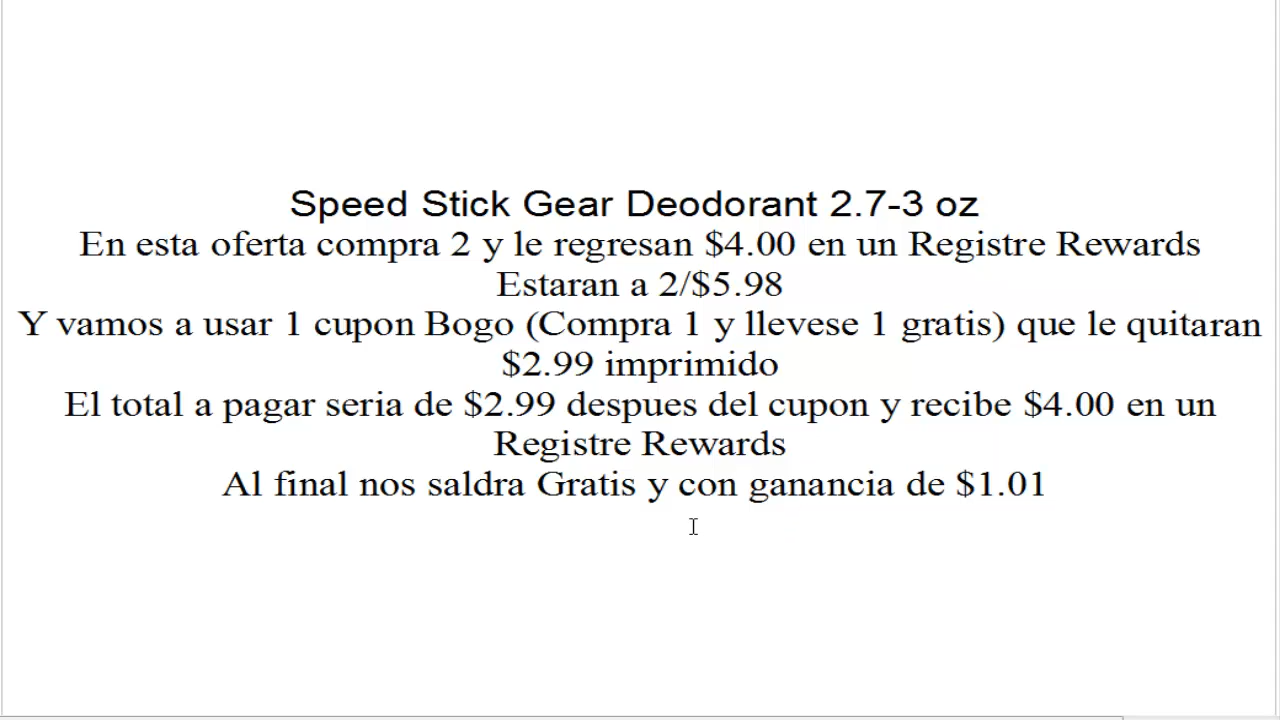 Speed Stick Gear Deodorant 2.7-3 oz
En esta oferta compra 2 y le regresan $4.00 en un Registre Rewards
Estaran a 2/$5.98
Y vamos a usar 1 cupon Bogo (Compra 1 y llevese 1 gratis) que le quitaran
$2.99 imprimido
El total a pagar seria de $2.99 despues del cupon y recibe $4.00 en un
Registre Rewards
Al final nos saldra Gratis y con ganancia de $1.01